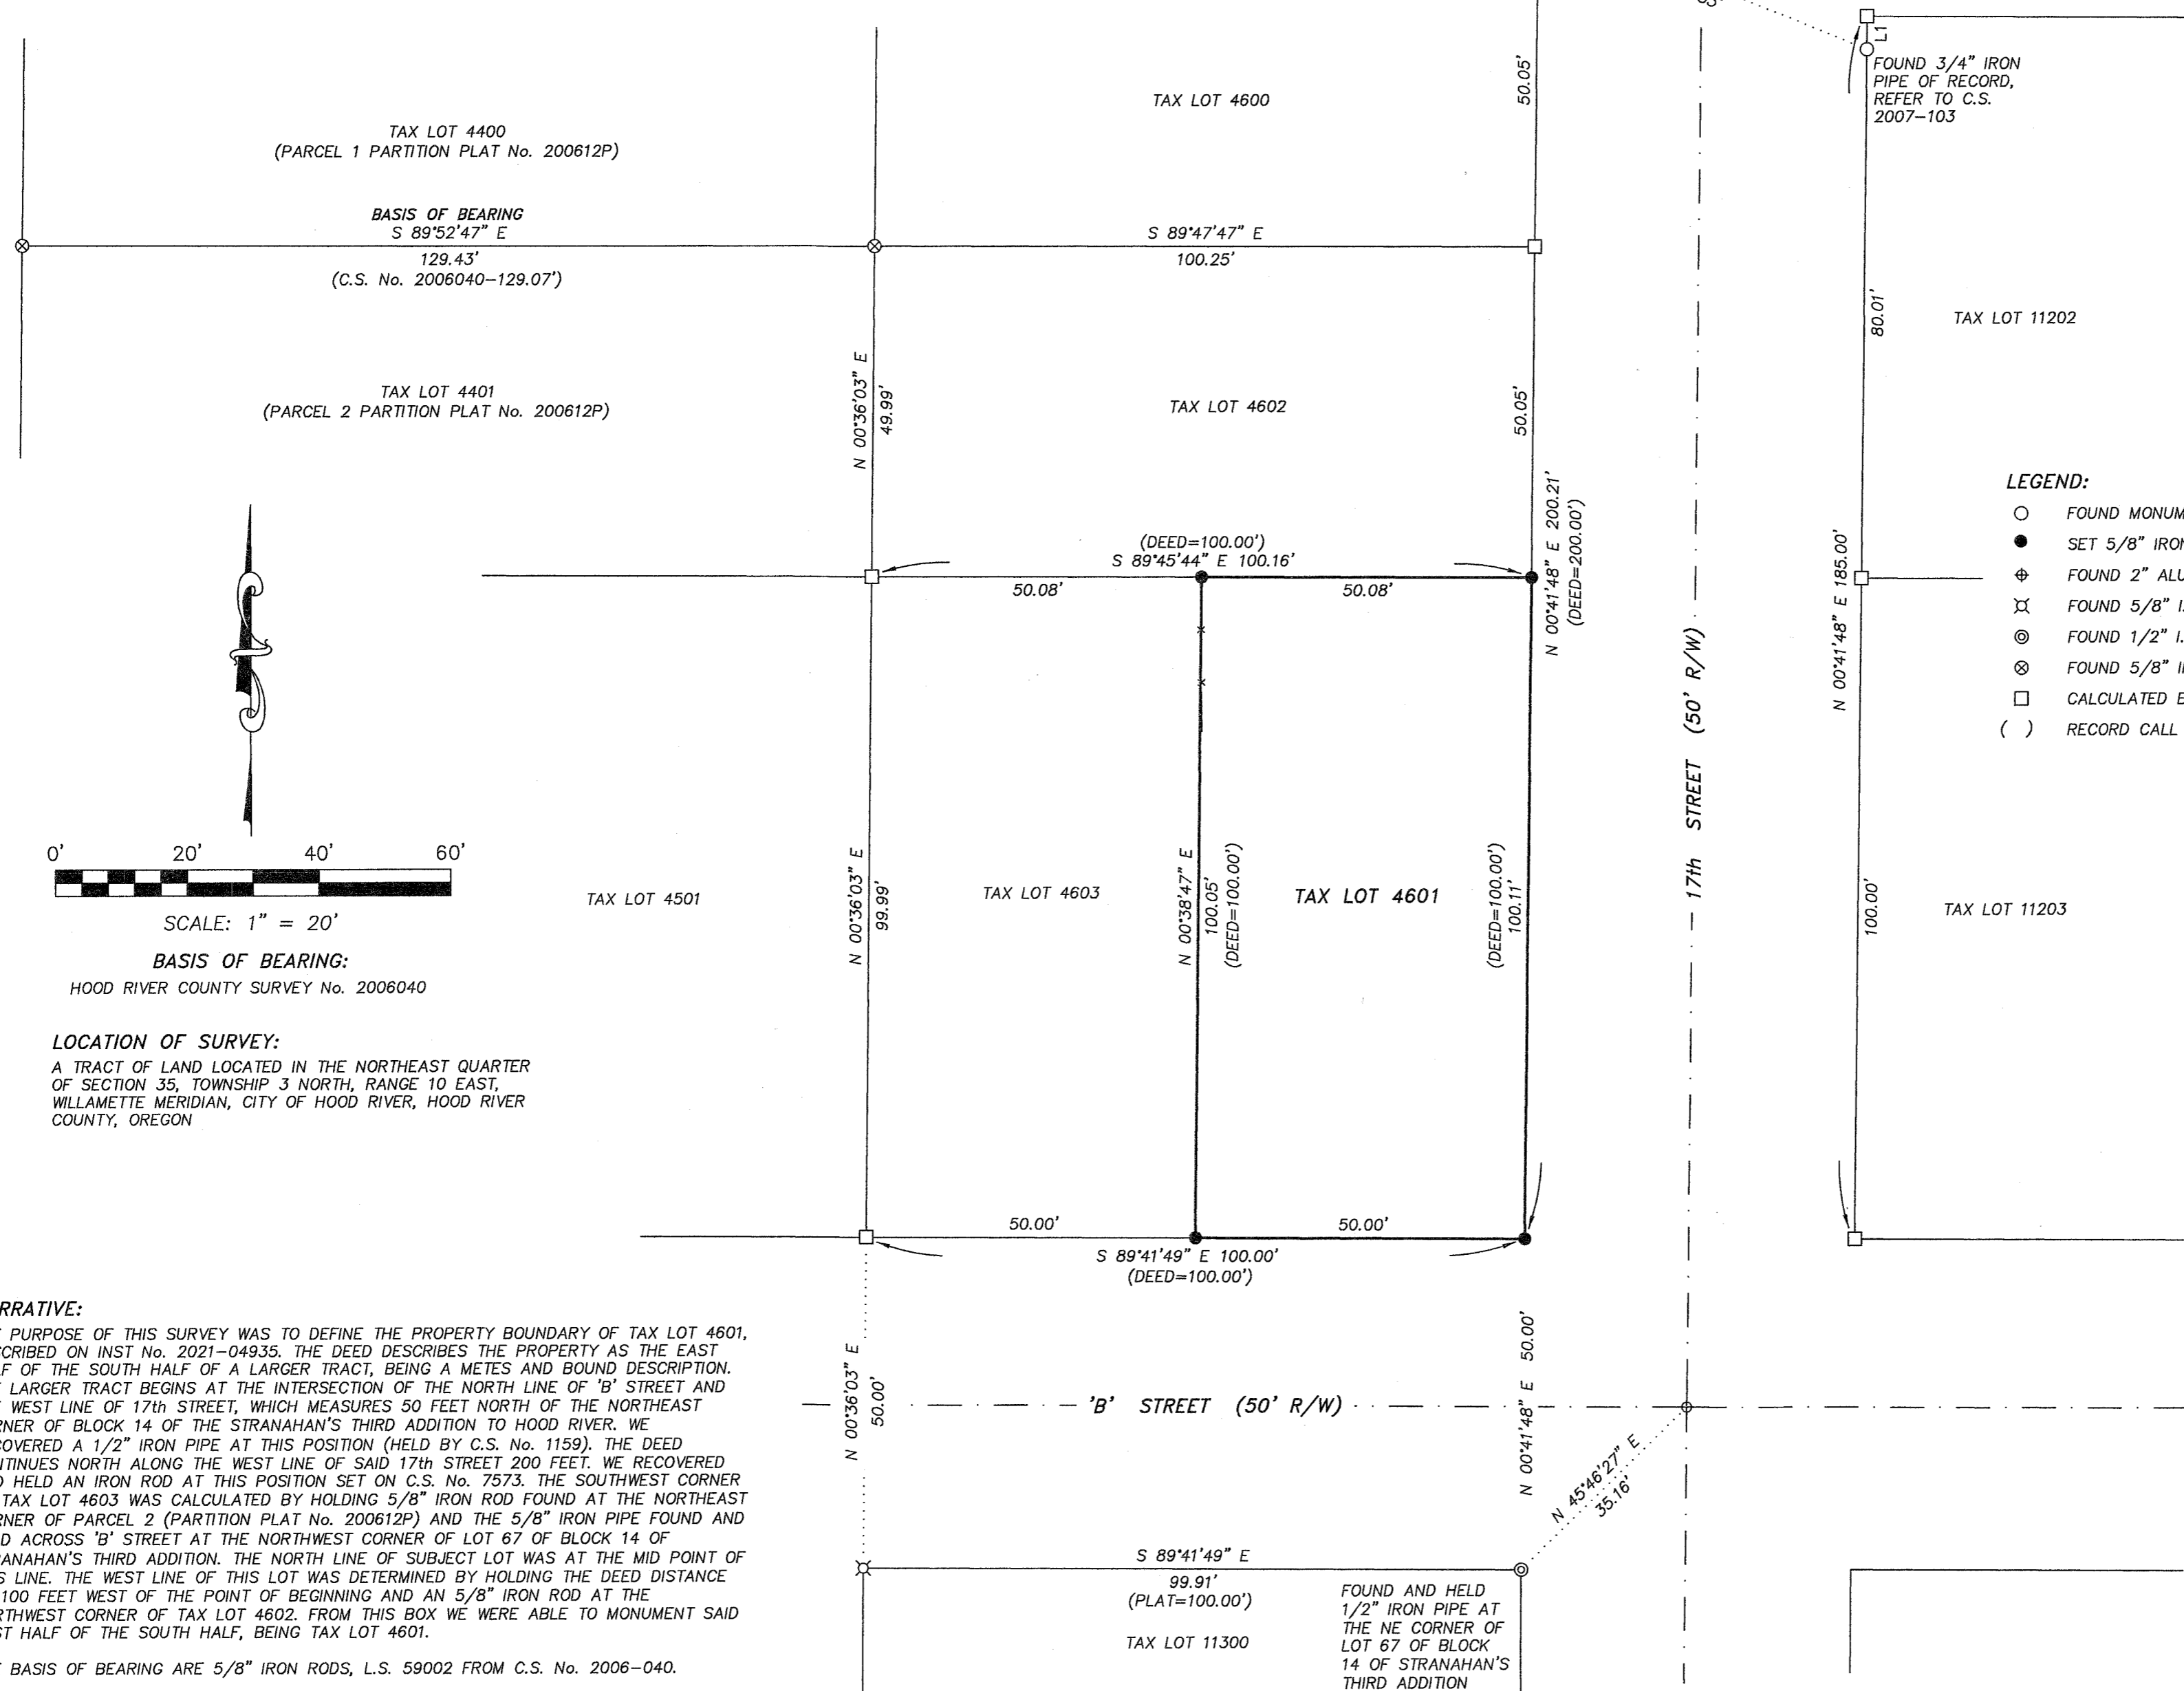 TAX LOT 4400
(PARCEL 1 PARTITION PLAT No. 200612P)
BASIS OF BEARING
S 89°52'47" E
129.43'
(C.S. No. 2006040–129.07')
TAX LOT 4401
(PARCEL 2 PARTITION PLAT No. 200612P)
TAX LOT 4600
50.05'
S 89°47'47" E
100.25'
N 00°36'03" E
49.99'
TAX LOT 4602
50.05'
N 00°41'48" E 200.21'
(DEED=200.00')
(DEED=100.00')
S 89°45'44" E 100.16'
50.08'
50.08'
L1
FOUND 3/4" IRON
PIPE OF RECORD,
REFER TO C.S.
2007–103
80.01'
TAX LOT 11202
N 00°41'48" E 185.00'
100.00'
TAX LOT 11203
LEGEND:
FOUND MONUM
SET 5/8" IRON
FOUND 2" ALU
FOUND 5/8" I.
FOUND 1/2" I.
FOUND 5/8" I
CALCULATED
( ) RECORD CALL
17th STREET (50' R/W)
0' 20' 40' 60'
SCALE: 1" = 20'
BASIS OF BEARING:
HOOD RIVER COUNTY SURVEY No. 2006040
LOCATION OF SURVEY:
A TRACT OF LAND LOCATED IN THE NORTHEAST QUARTER
OF SECTION 35, TOWNSHIP 3 NORTH, RANGE 10 EAST,
WILLAMETTE MERIDIAN, CITY OF HOOD RIVER, HOOD RIVER
COUNTY, OREGON
TAX LOT 4501
N 00°36'03" E
99.99'
TAX LOT 4603
N 00°38'47" E
100.05'
(DEED=100.00')
TAX LOT 4601
(DEED=100.00')
100.11'
50.00'
50.00'
S 89°41'49" E 100.00'
(DEED=100.00')
N 00°36'03" E
50.00'
'B' STREET (50' R/W)
N 00°41'48" E 50.00'
N 45°46'27" E
35.16'
S 89°41'49" E
99.91'
(PLAT=100.00')
TAX LOT 11300
FOUND AND HELD
1/2" IRON PIPE AT
THE NE CORNER OF
LOT 67 OF BLOCK
14 OF STRANAHAN'S
THIRD ADDITION
RRATIVE:
PURPOSE OF THIS SURVEY WAS TO DEFINE THE PROPERTY BOUNDARY OF TAX LOT 4601,
CRIBED ON INST No. 2021–04935. THE DEED DESCRIBES THE PROPERTY AS THE EAST
F OF THE SOUTH HALF OF A LARGER TRACT, BEING A METES AND BOUND DESCRIPTION.
LARGER TRACT BEGINS AT THE INTERSECTION OF THE NORTH LINE OF 'B' STREET AND
WEST LINE OF 17th STREET, WHICH MEASURES 50 FEET NORTH OF THE NORTHEAST
RNER OF BLOCK 14 OF THE STRANAHAN'S THIRD ADDITION TO HOOD RIVER. WE
COVERED A 1/2" IRON PIPE AT THIS POSITION (HELD BY C.S. No. 1159). THE DEED
NTINUES NORTH ALONG THE WEST LINE OF SAID 17th STREET 200 FEET. WE RECOVERED
D HELD AN IRON ROD AT THIS POSITION SET ON C.S. No. 7573. THE SOUTHWEST CORNER
TAX LOT 4603 WAS CALCULATED BY HOLDING 5/8" IRON ROD FOUND AT THE NORTHEAST
RNER OF PARCEL 2 (PARTITION PLAT No. 200612P) AND THE 5/8" IRON PIPE FOUND AND
D ACROSS 'B' STREET AT THE NORTHWEST CORNER OF LOT 67 OF BLOCK 14 OF
ANAHAN'S THIRD ADDITION. THE NORTH LINE OF SUBJECT LOT WAS AT THE MID POINT OF
S LINE. THE WEST LINE OF THIS LOT WAS DETERMINED BY HOLDING THE DEED DISTANCE
100 FEET WEST OF THE POINT OF BEGINNING AND AN 5/8" IRON ROD AT THE
RTHWEST CORNER OF TAX LOT 4602. FROM THIS BOX WE WERE ABLE TO MONUMENT SAID
ST HALF OF THE SOUTH HALF, BEING TAX LOT 4601.
BASIS OF BEARING ARE 5/8" IRON RODS, L.S. 59002 FROM C.S. No. 2006–040.